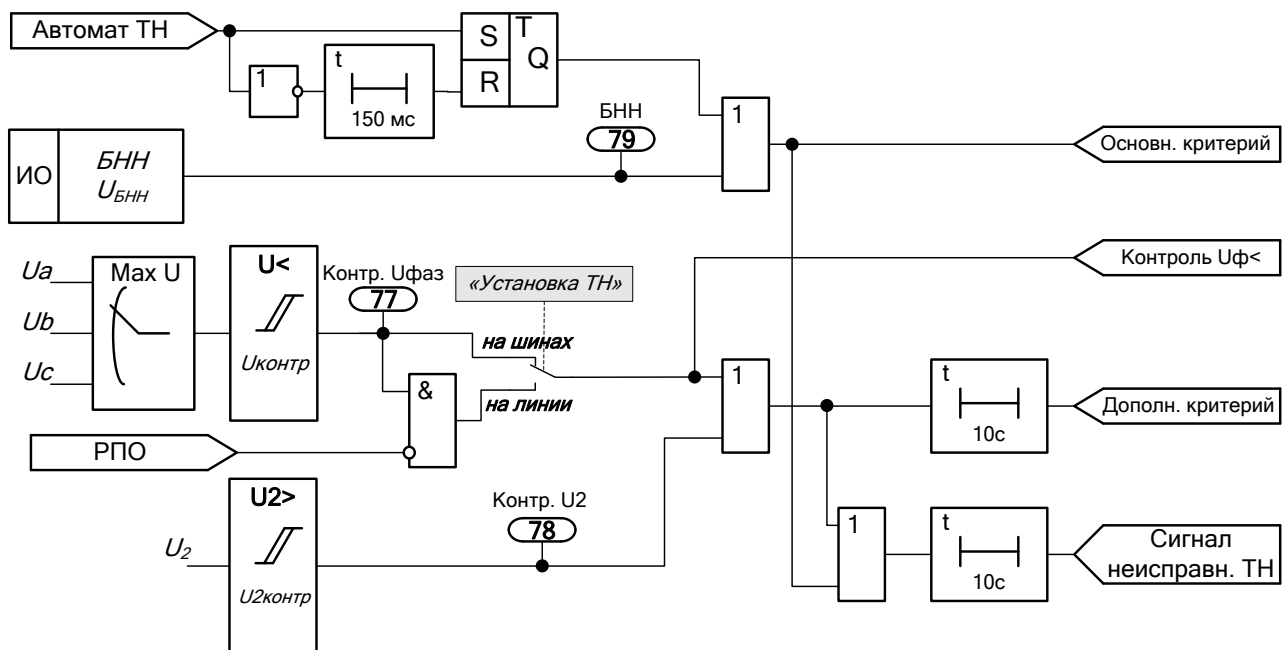 Автомат ТН
1
t
150 мс
S
R
T
Q
ИО
БНН
UБНН
БНН
79
1
Основн. критерий
Ua
Ub
Uc
Max U
U<
Uконтр
Контр. Uфаз
77
«Установка ТН»
на шинах
на линии
&
РПО
Контроль Uф<
1
t
10с
Дополн. критерий
U2
U2>
U2контр
Контр. U2
78
1
t
10с
Сигнал
неисправн. ТН